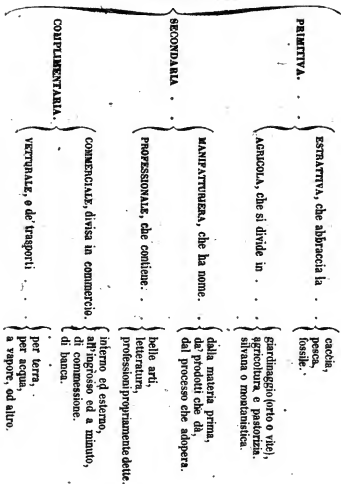 PRIMITIVA. . .
ESTRATTIVA, che abbraccia la . .
caccia,
pesca,
fossile.
AGRICOLA, che si divide in . . .
giardinaggio (orto o vite),
agricoltura e pastorizia.
silvana o montanistica.
SECONDARIA . .
MANIFATTURIERA, che ha nome. .
dalla materia prima,
da' prodotti che dà,
dal processo che adopera.
PROFESSIONALE, che contiene. . .
belle arti,
letteratura,
professioni propriamente dette.
COMPLIMENTARIA.
COMMERCIALE, divisa in commercio.
interno ed esterno,
all'ingrosso ed a minuto,
di commessione.
di banca.
VETTURALE, o de' trasporti . . .
per terra,
per acqua,
a vapore, od altro.